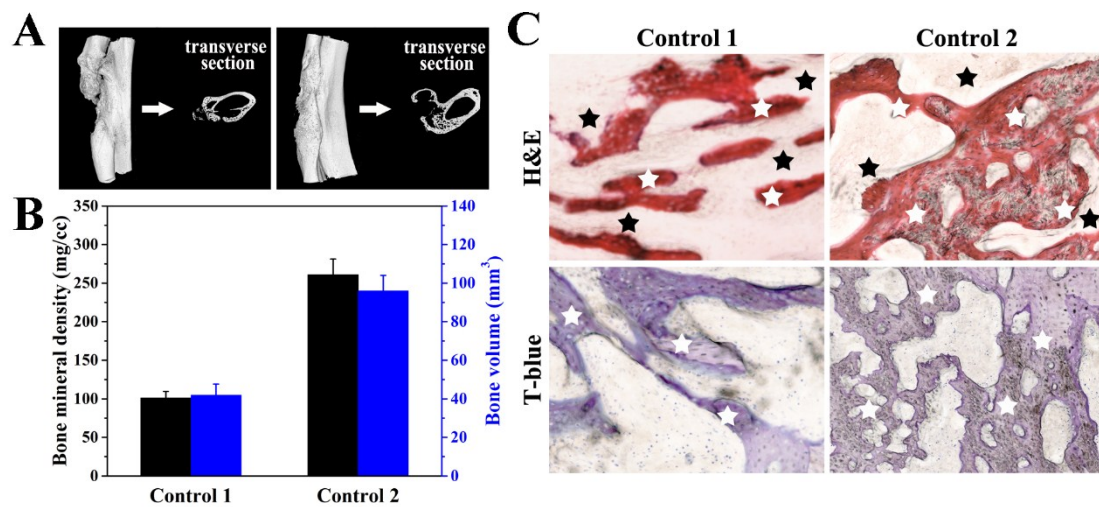 A
transverse
section
transverse
section
B
Bone mineral density (mg/cc)
350
300
250
200
150
100
50
0
Bone volume (mm³)
140
120
100
80
60
40
20
0
Control 1
Control 2
C
Control 1
Control 2
H&E
T-blue